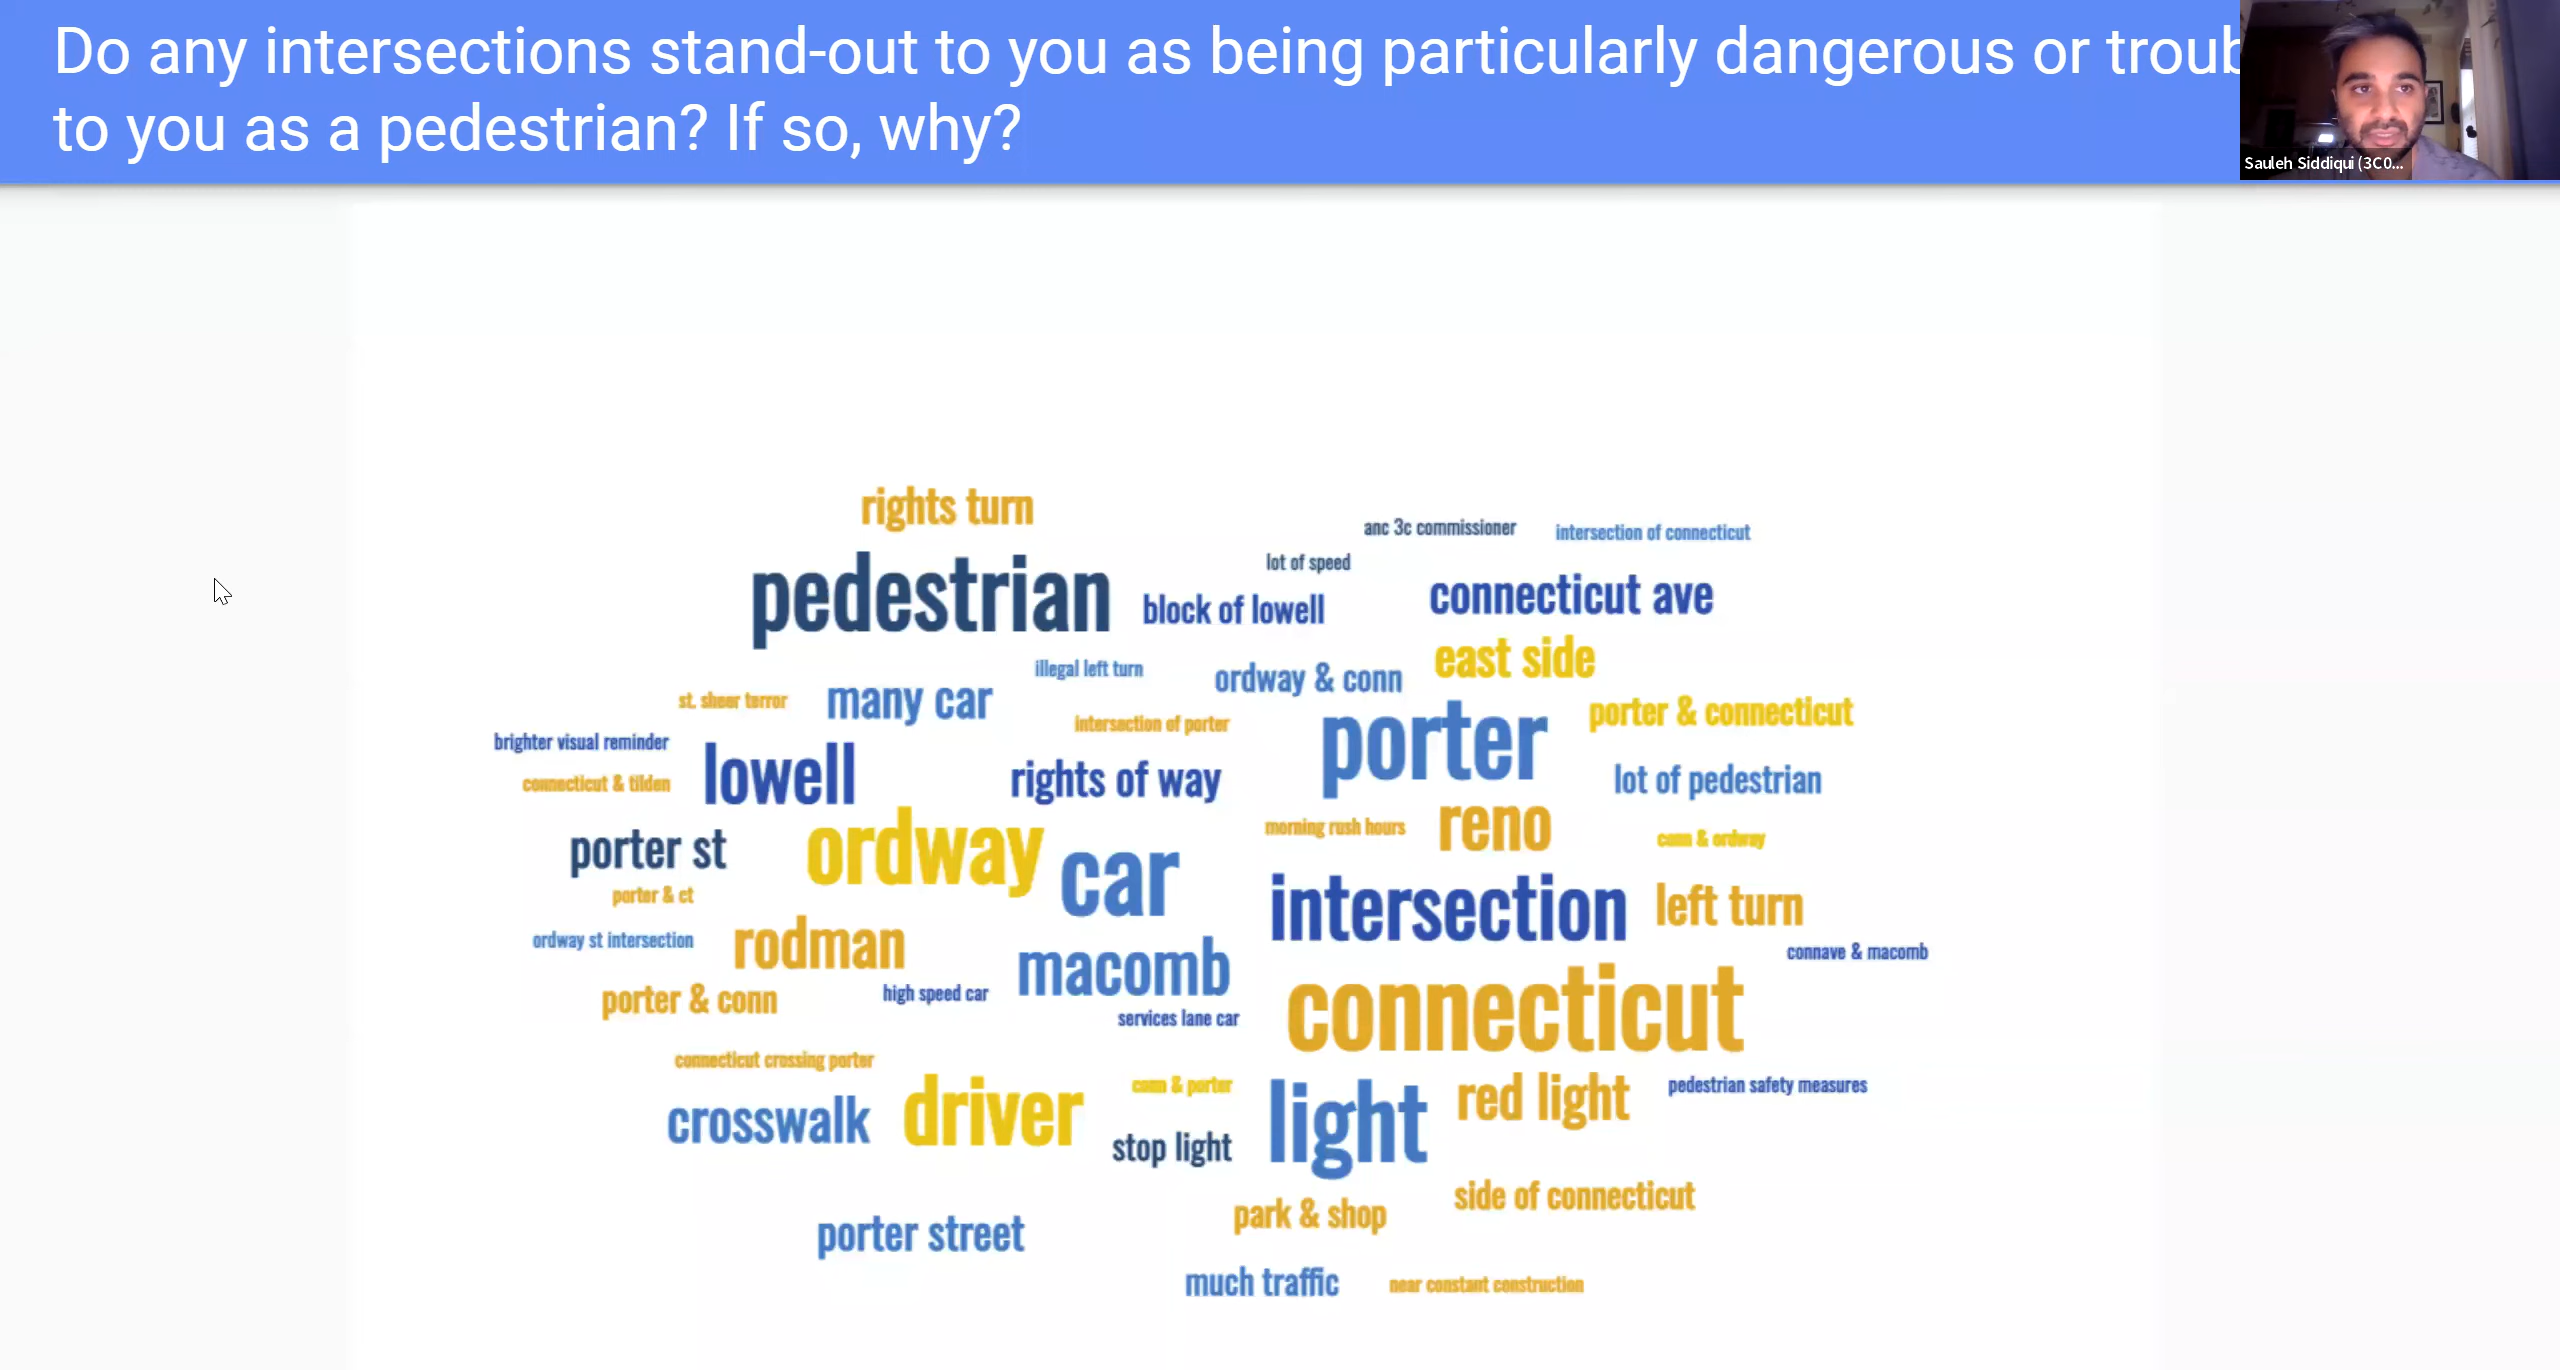 Do any intersections stand-out to you as being particularly dangerous or troub
to you as a pedestrian? If so, why?
Sauleh Siddiqui (3C0...
rights turn
anc 3c commissioner
intersection of connecticut
lot of speed
pedestrian
block of lowell
connecticut ave
east side
illegal left turn
ordway & conn
st. sheer terror
many car
porter & connecticut
intersection of porter
porter
brighter visual reminder
lowell
rights of way
lot of pedestrian
connecticut & tilden
morning rush hours
reno
conn & ordway
porter st
ordway
car
porter & ct
intersection
left turn
ordway st intersection
rodman
connave & macomb
macomb
porter & conn
high speed car
services lane car
connecticut
connecticut crossing porter
conn & porter
pedestrian safety measures
crosswalk
driver
light
red light
stop light
side of connecticut
park & shop
porter street
much traffic
near constant construction